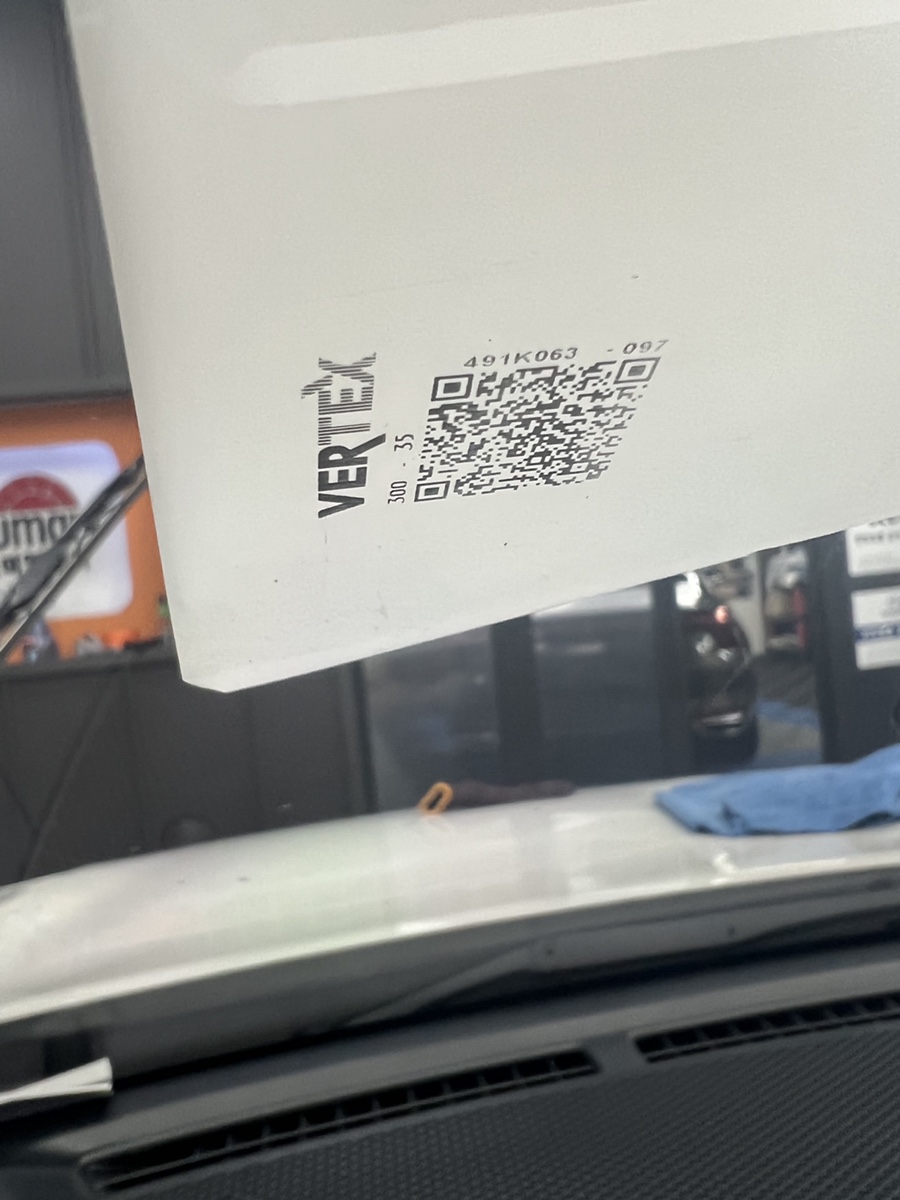 491K063 - 097
VERTEX
300 - 35